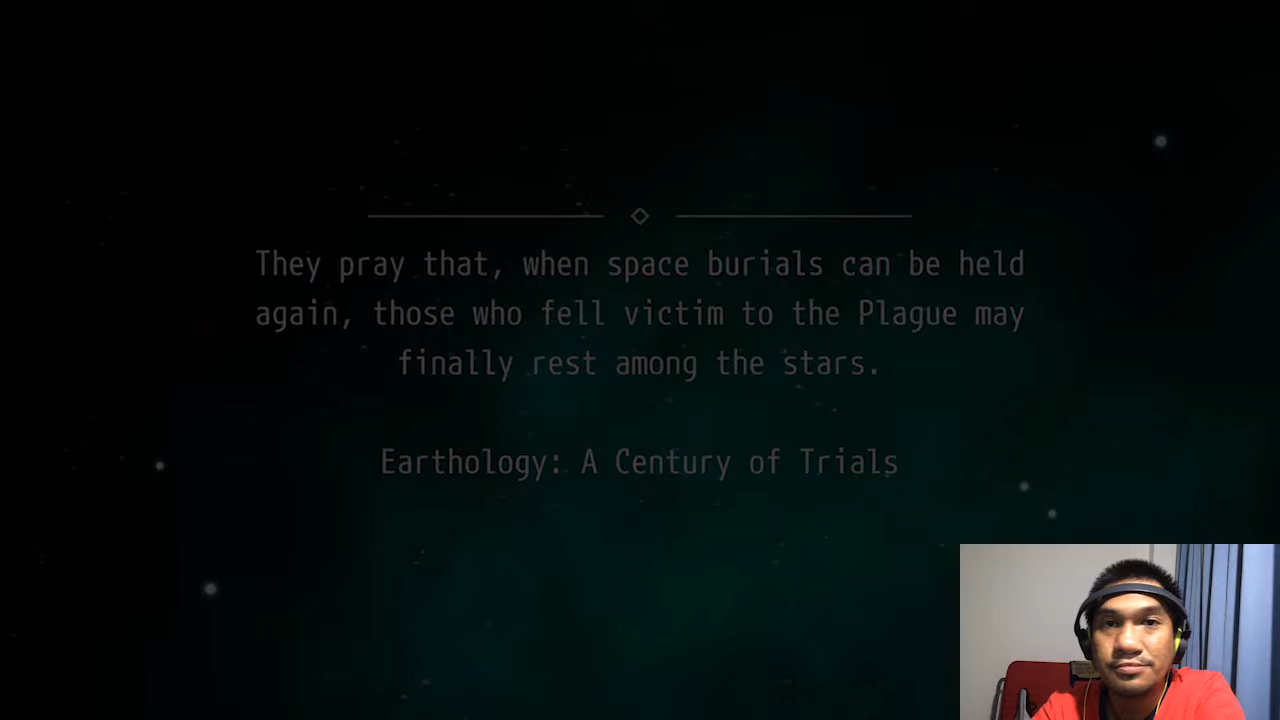 They pray that, when space burials can be held
again, those who fell victim to the Plague may
finally rest among the stars.
Earthology: A Century of Trials